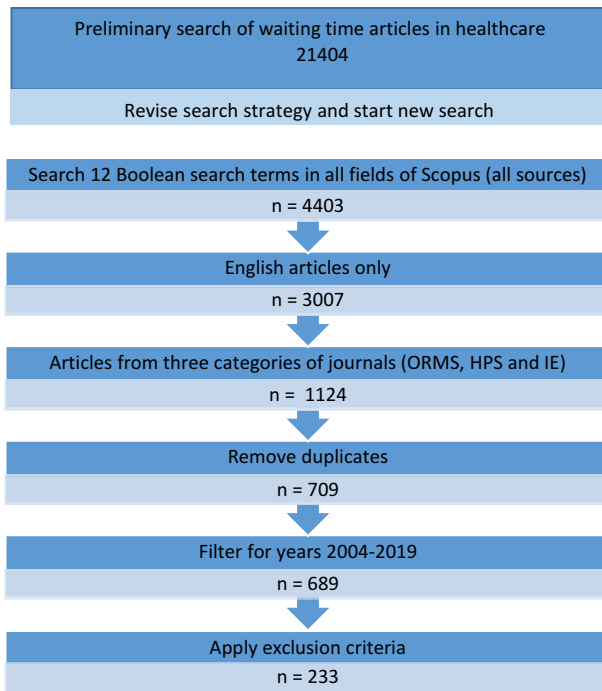 Preliminary search of waiting time articles in healthcare
21404
Revise search strategy and start new search
Search 12 Boolean search terms in all fields of Scopus (all sources)
n = 4403
English articles only
n = 3007
Articles from three categories of journals (ORMS, HPS and IE)
n = 1124
Remove duplicates
n = 709
Filter for years 2004-2019
n = 689
Apply exclusion criteria
n = 233